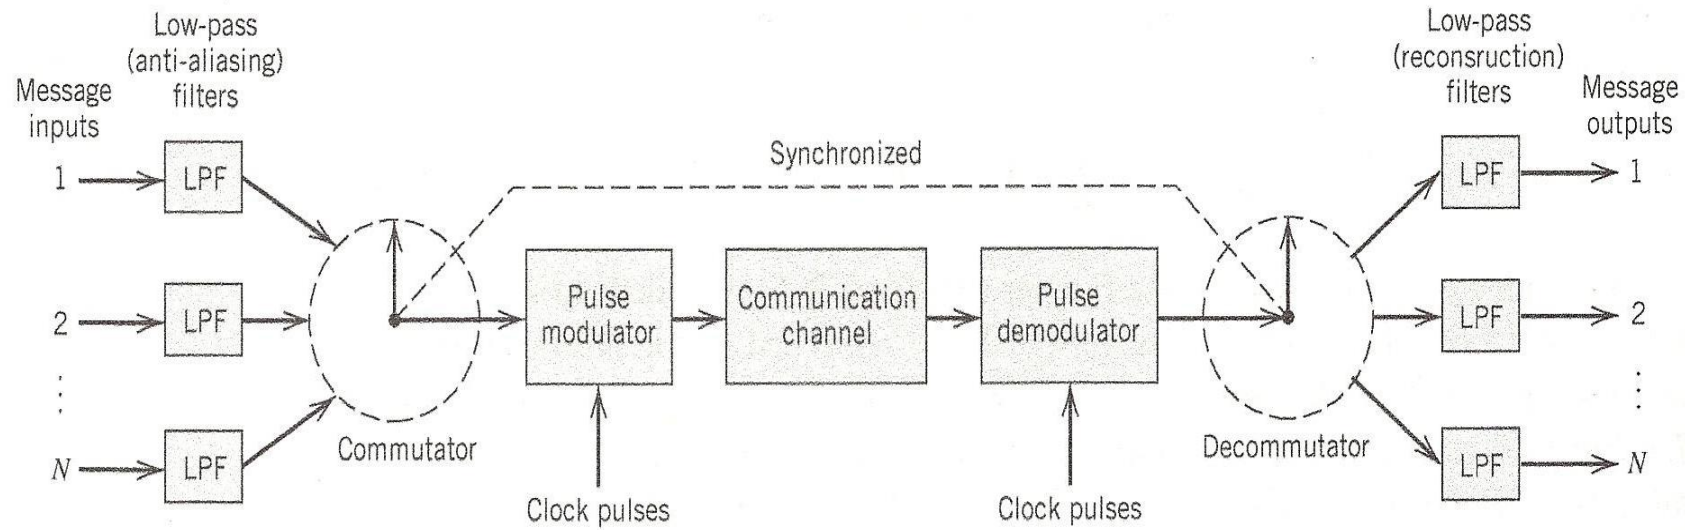 Low-pass
(anti-aliasing)
filters
Message
inputs
1
LPF
2
LPF
⋮
N
LPF
Commutator
Synchronized
Pulse
modulator
Clock pulses
Communication
channel
Pulse
demodulator
Clock pulses
Decommutator
Low-pass
(reconsruction)
filters
Message
outputs
LPF
1
LPF
2
⋮
LPF
N